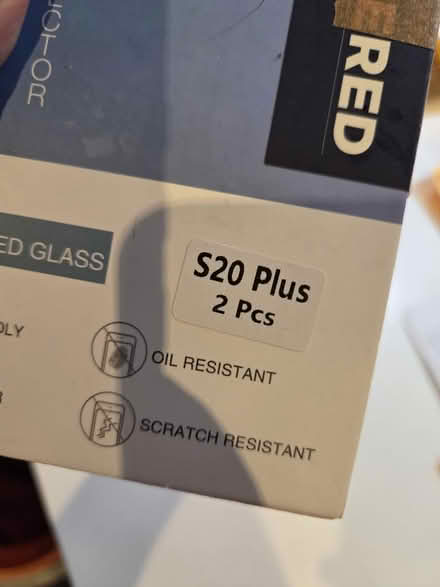 RED
ED GLASS
S20 Plus
2 Pcs
OIL RESISTANT
SCRATCH RESISTANT